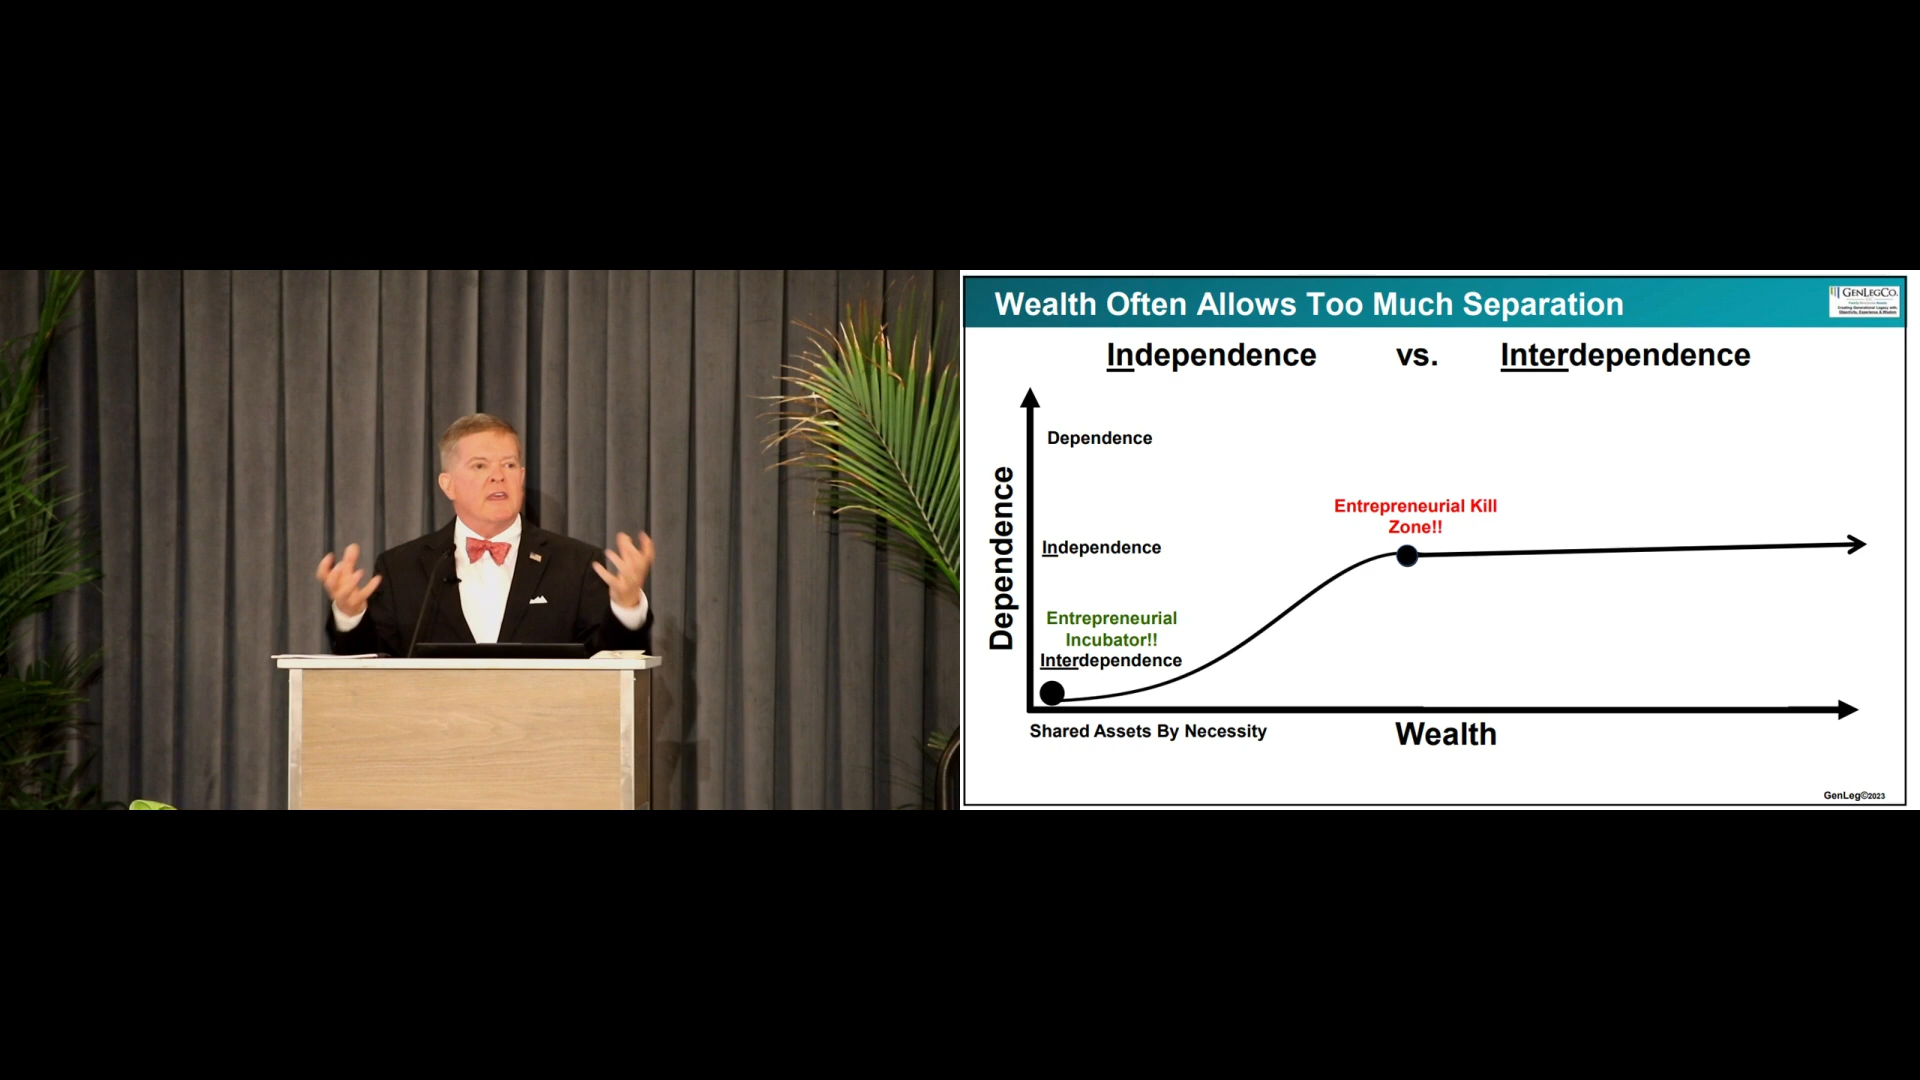 Wealth Often Allows Too Much Separation
GENLEGCO.
Independence vs. Interdependence
Dependence
Dependence
Entrepreneurial Kill
Zone!!
Independence
Entrepreneurial
Incubator!!
Interdependence
Shared Assets By Necessity
Wealth
GenLeg©2023